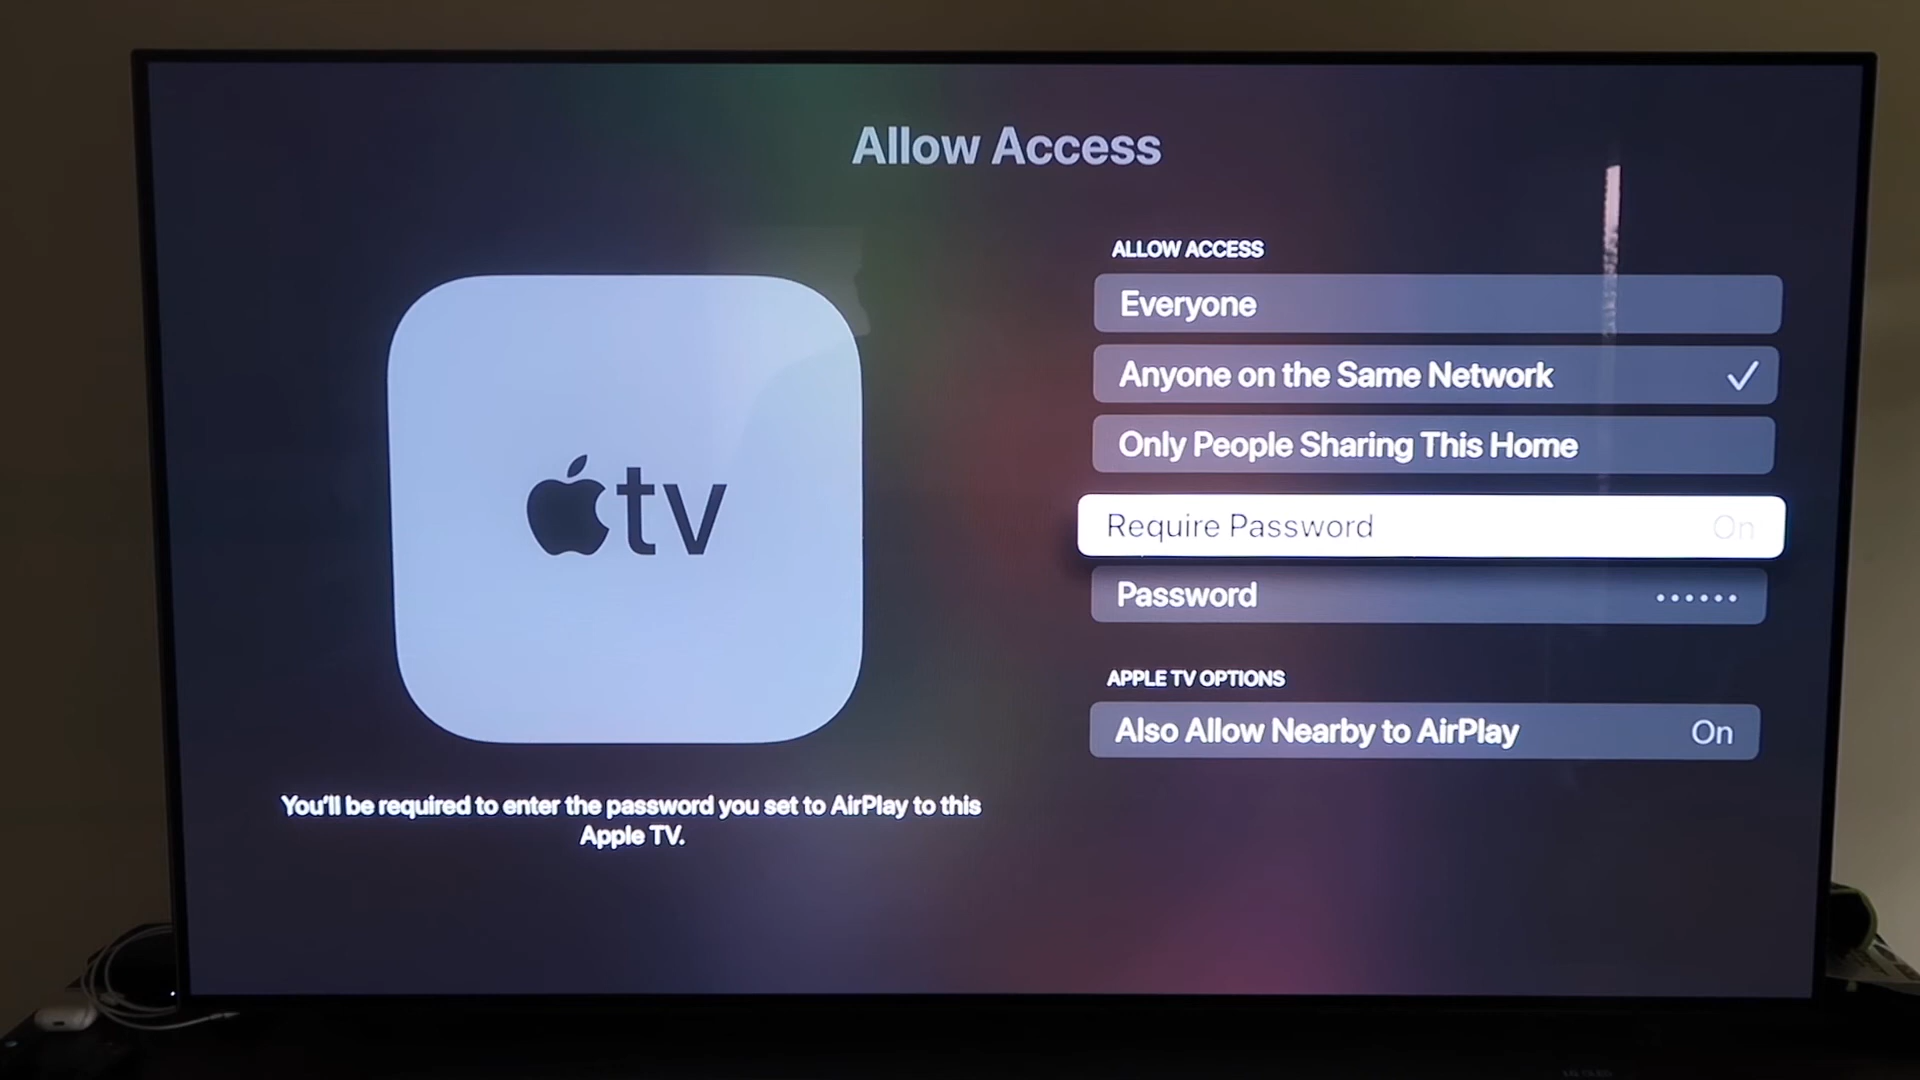 Allow Access
ALLOW ACCESS
Everyone
Anyone on the Same Network
Only People Sharing This Home
Require Password On
Password ••••••
APPLE TV OPTIONS
Also Allow Nearby to AirPlay On
tv
You'll be required to enter the password you set to AirPlay to this
Apple TV.